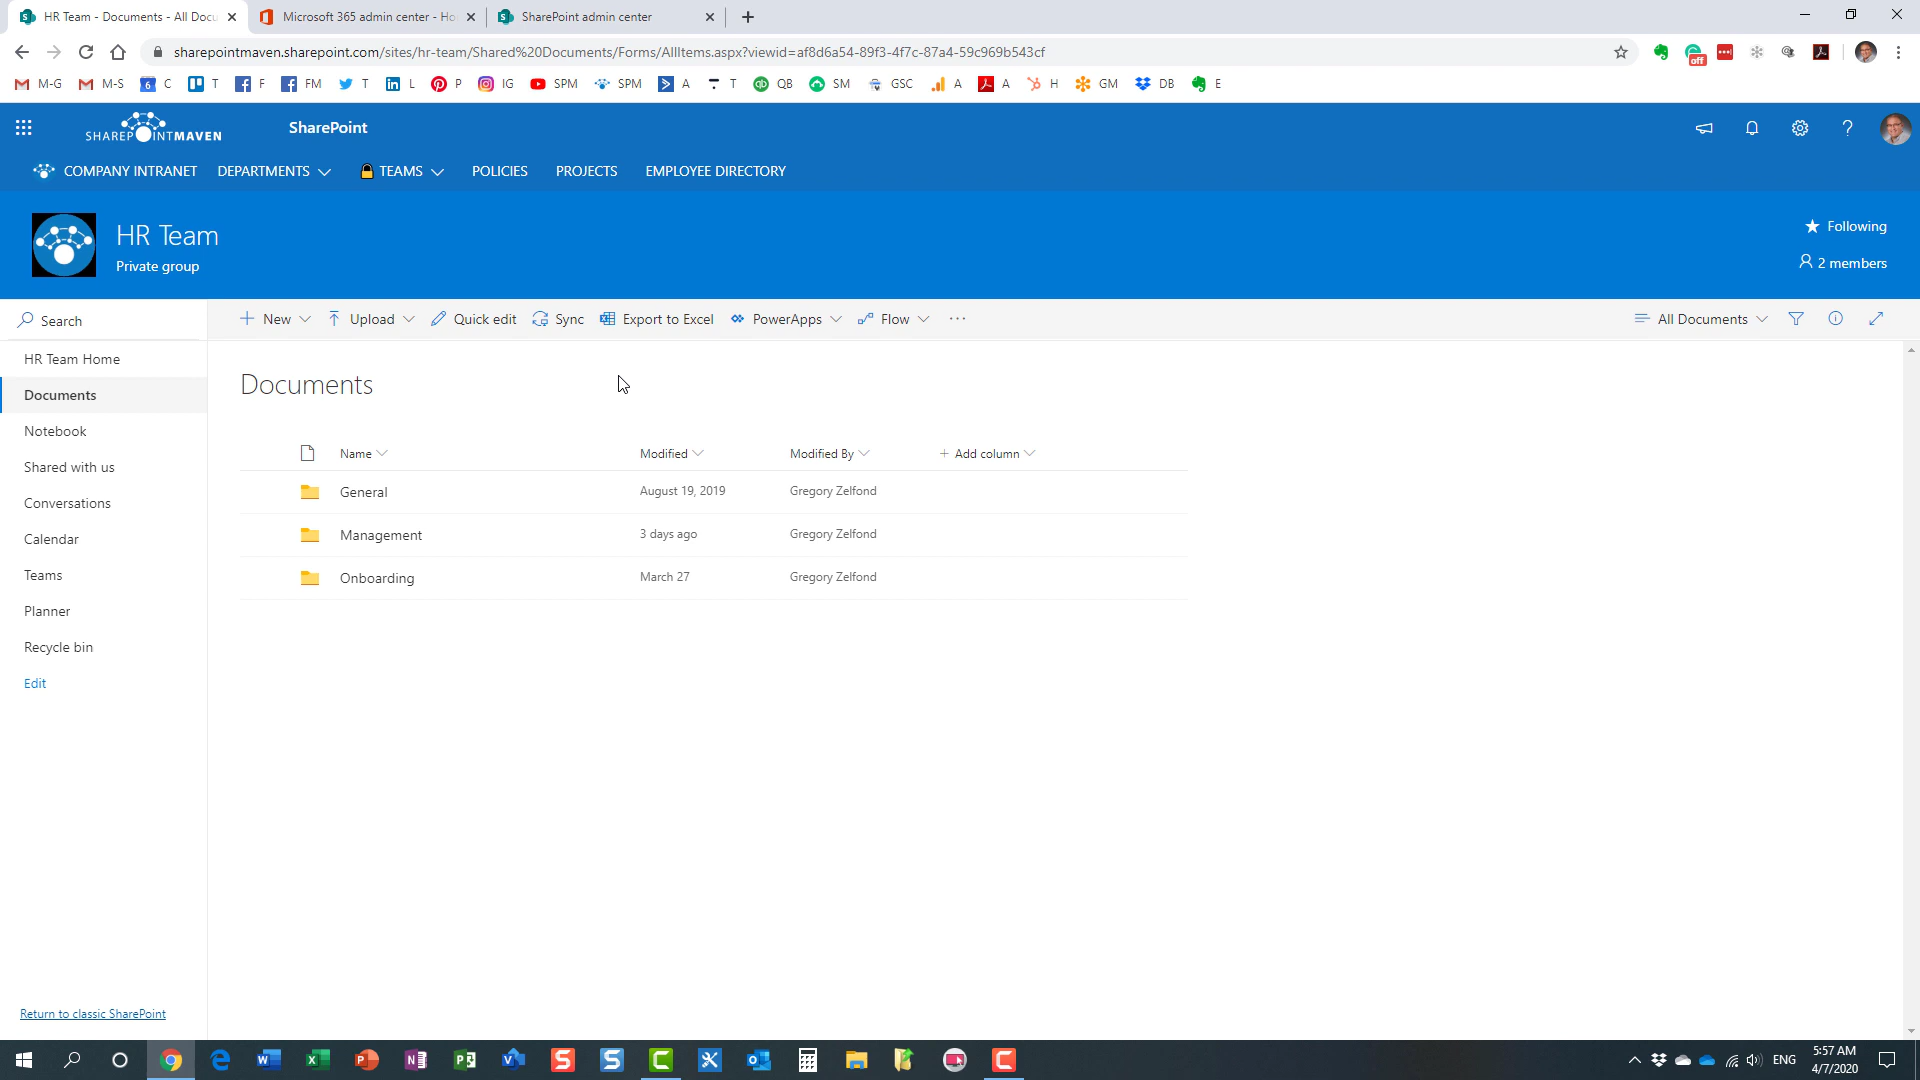 HR Team - Documents - All Docu
Microsoft 365 admin center - Ho
SharePoint admin center
sharepointmaven.sharepoint.com/sites/hr-team/Shared%20Documents/Forms/AllItems.aspx?viewid=af8d6a54-89f3-4f7c-87a4-59c969b543cf
off
M-G M-S 6 C T F FM T L P IG SPM SPM A T QB SM GSC A A H GM DB E
SHAREPOINTMAVEN
SharePoint
COMPANY INTRANET DEPARTMENTS TEAMS POLICIES PROJECTS EMPLOYEE DIRECTORY
HR Team
Private group
Following
2 members
Search
New Upload Quick edit Sync Export to Excel PowerApps Flow ...
All Documents
HR Team Home
Documents
Notebook
Shared with us
Conversations
Calendar
Teams
Planner
Recycle bin
Edit
Return to classic SharePoint
Documents
Name Modified Modified By + Add column
General August 19, 2019 Gregory Zelfond
Management 3 days ago Gregory Zelfond
Onboarding March 27 Gregory Zelfond
ENG
5:57 AM
4/7/2020